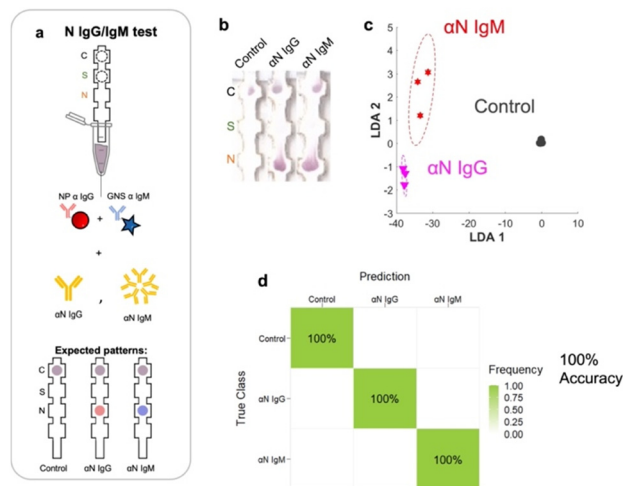 a N IgG/IgM test
C
S
N
NP α IgG GNS α IgM
+
+
,
αN IgG αN IgM
Expected patterns:
C
S
N
Control αN IgG αN IgM
b
Control αN IgG αN IgM
C
S
N
c
αN IgM
Control
αN IgG
LDA 2
5
4
3
2
1
0
-1
-2
-3
-40 -30 -20 -10 0 10
LDA 1
d
Prediction
Control αN IgG αN IgM
True Class
Control 100%
αN IgG 100%
αN IgM 100%
Frequency
1.00
0.75
0.50
0.25
0.00
100%
Accuracy